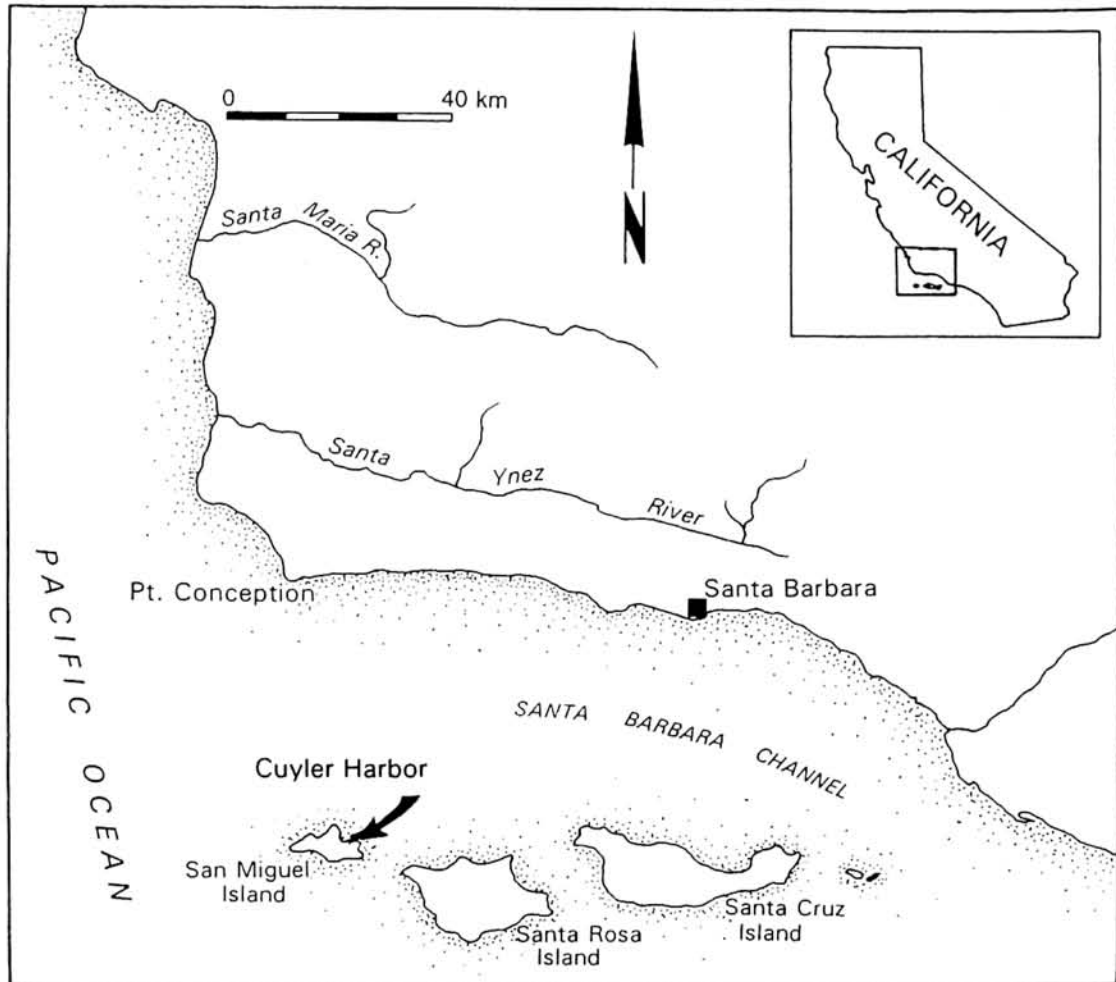 0 40 km
N
CALIFORNIA
Santa Maria R.
Santa Ynez River
Pt. Conception
Santa Barbara
PACIFIC OCEAN
SANTA BARBARA CHANNEL
Cuyler Harbor
San Miguel
Island
Santa Rosa
Island
Santa Cruz
Island